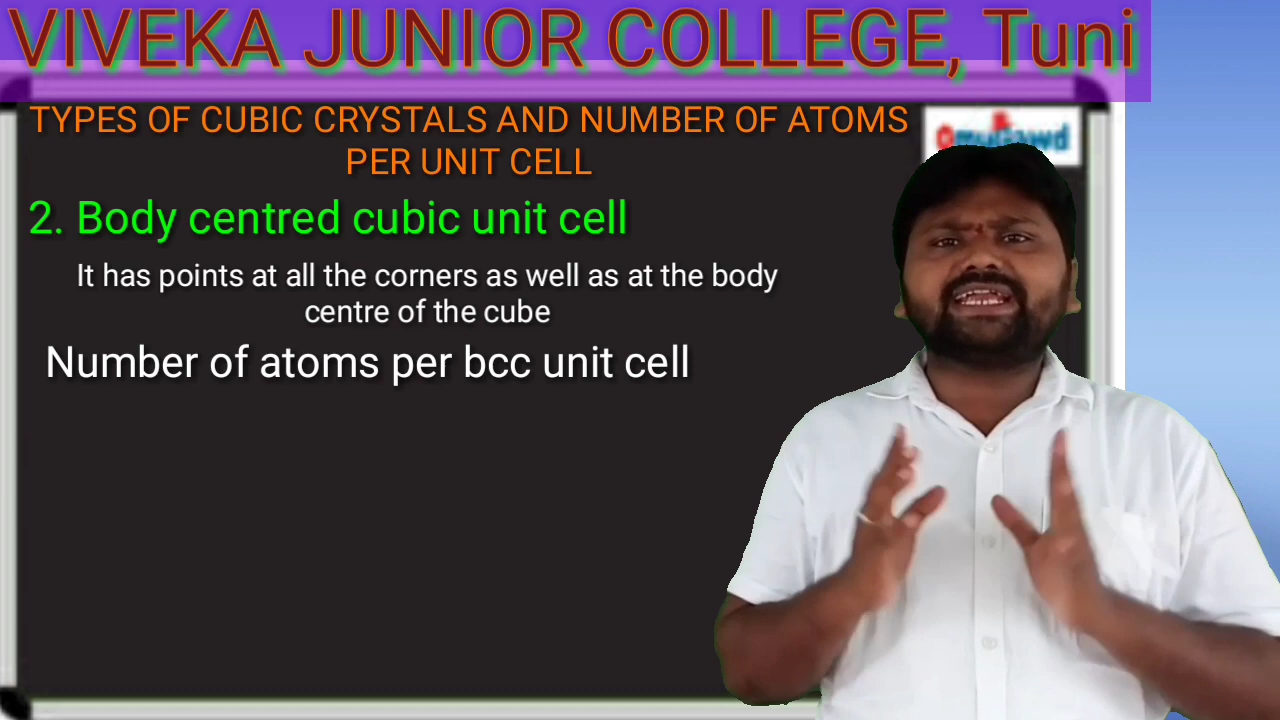 VIVEKA JUNIOR COLLEGE, Tuni
TYPES OF CUBIC CRYSTALS AND NUMBER OF ATOMS
PER UNIT CELL
2. Body centred cubic unit cell
It has points at all the corners as well as at the body
centre of the cube
Number of atoms per bcc unit cell